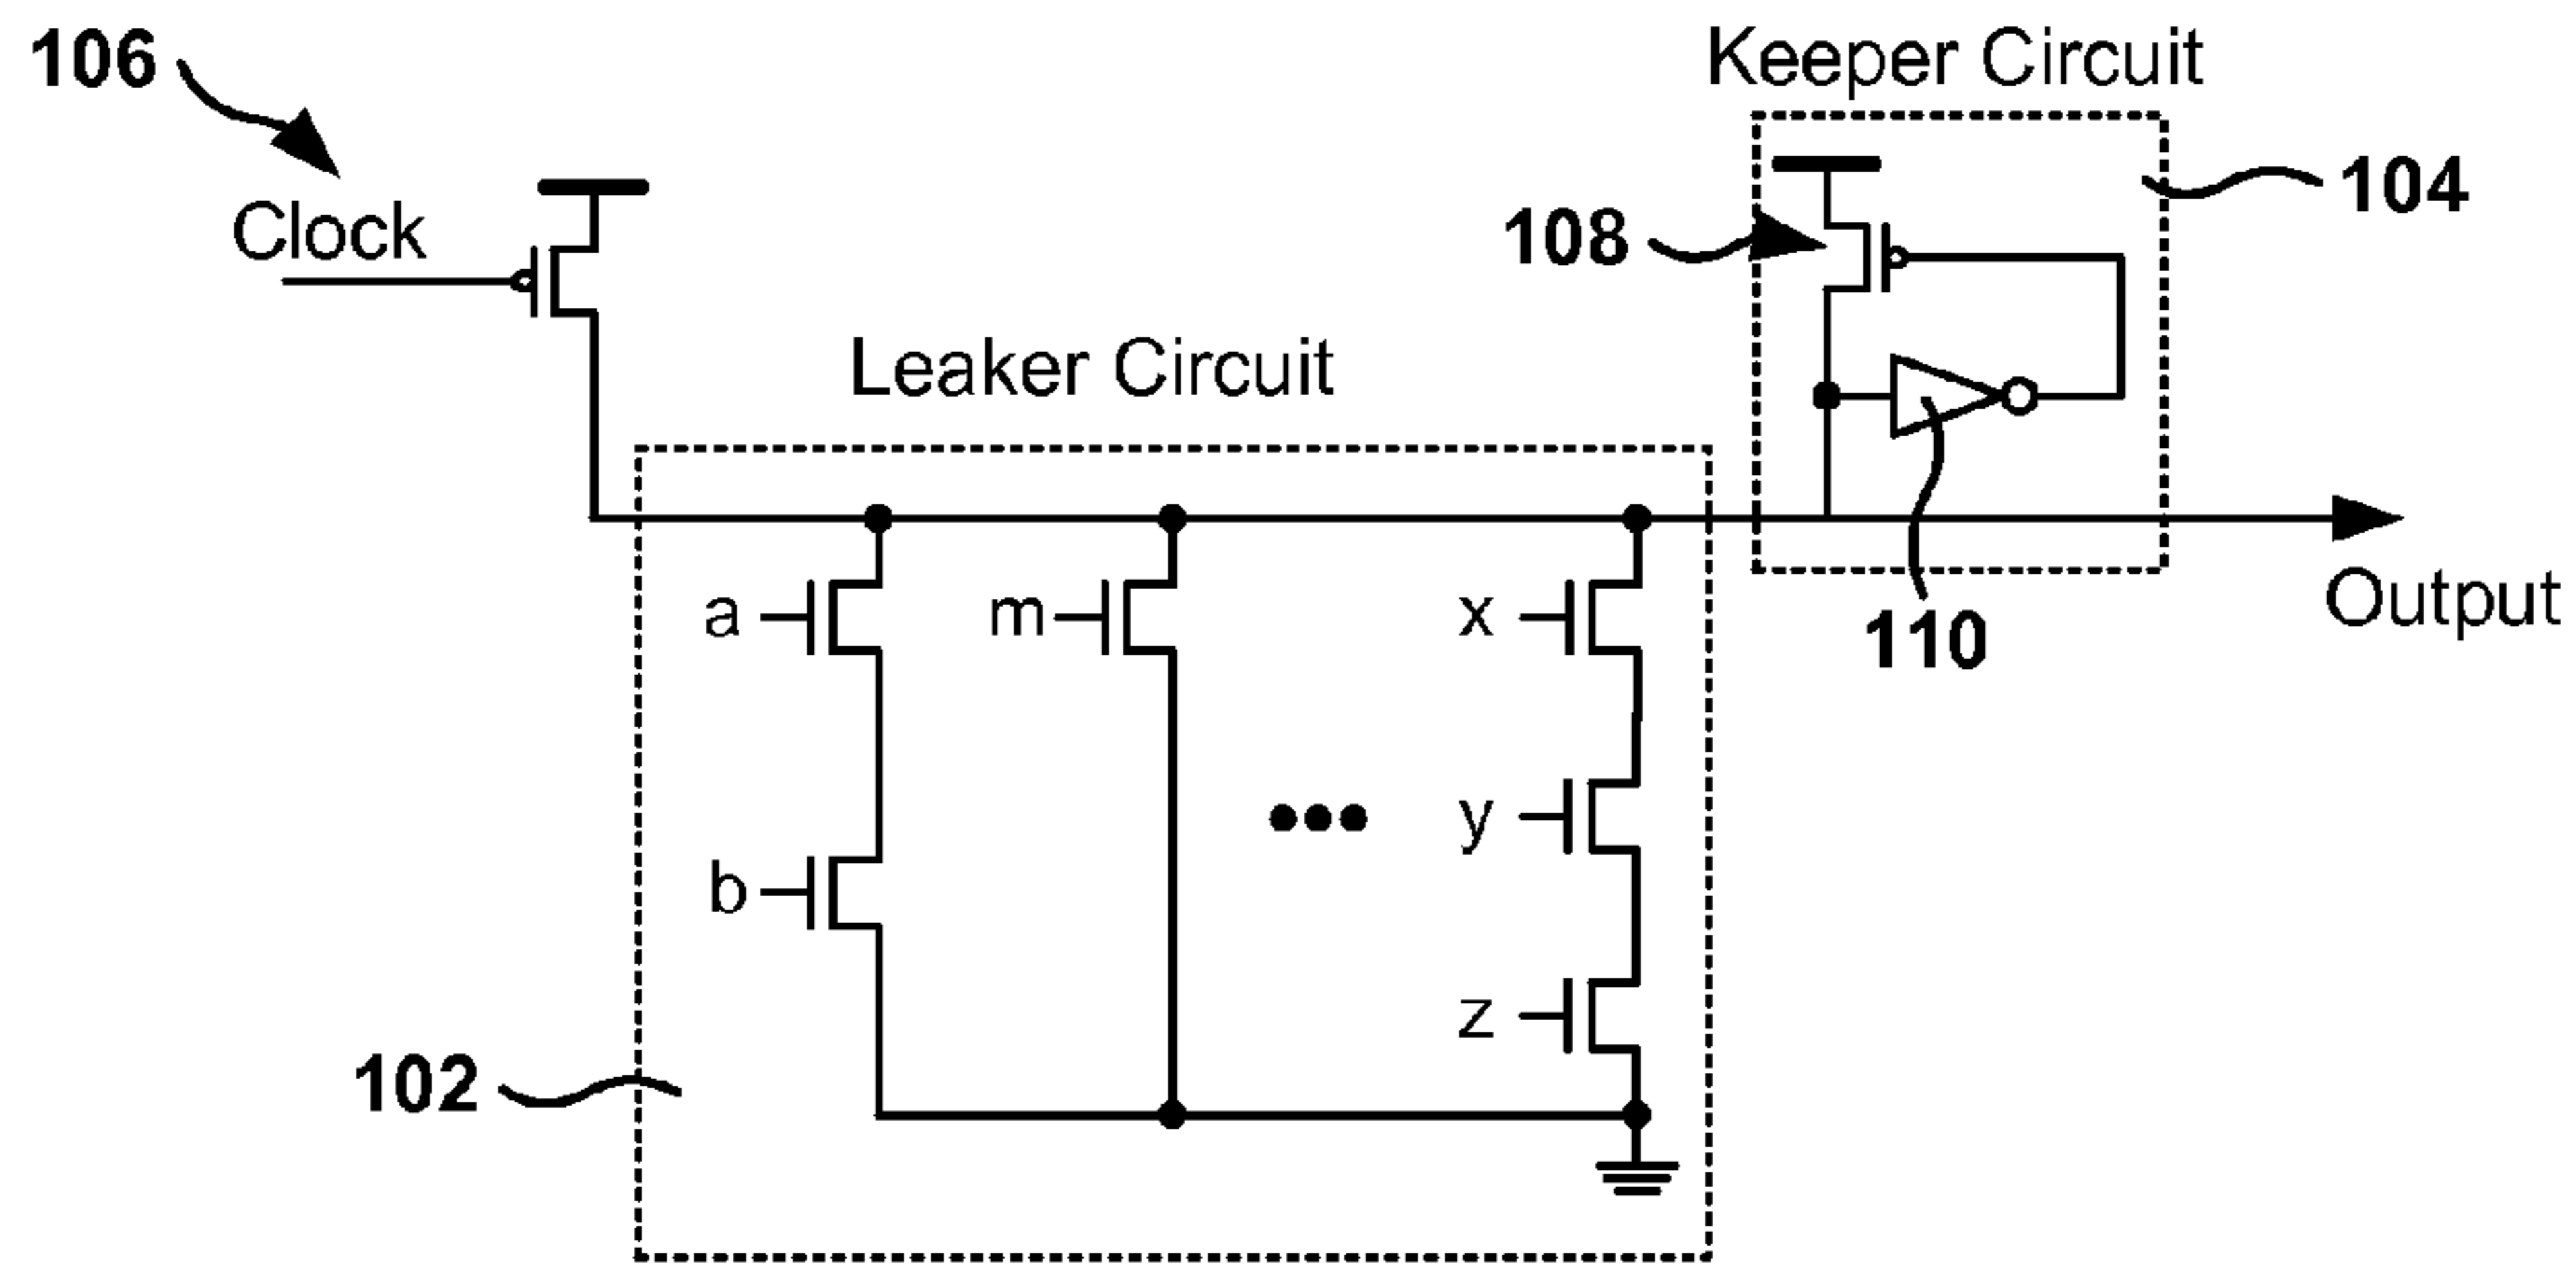 106
Keeper Circuit
Clock
108
104
Leaker Circuit
a
m
x
Output
110
y
b
z
102